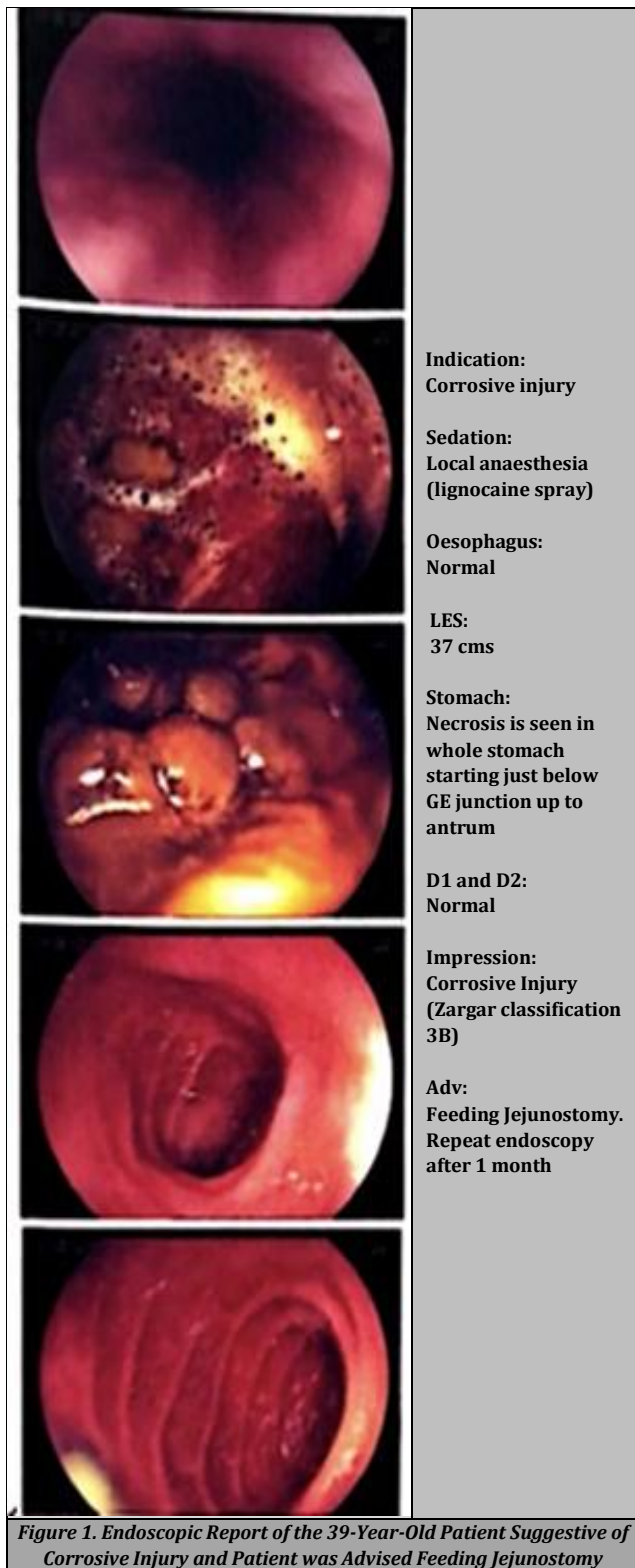 Indication:
Corrosive injury
Sedation:
Local anaesthesia
(lignocaine spray)
Oesophagus:
Normal
LES:
37 cms
Stomach:
Necrosis is seen in
whole stomach
starting just below
GE junction up to
antrum
D1 and D2:
Normal
Impression:
Corrosive Injury
(Zargar classification
3B)
Adv:
Feeding Jejunostomy.
Repeat endoscopy
after 1 month
Figure 1. Endoscopic Report of the 39-Year-Old Patient Suggestive of
Corrosive Injury and Patient was Advised Feeding Jejunostomy